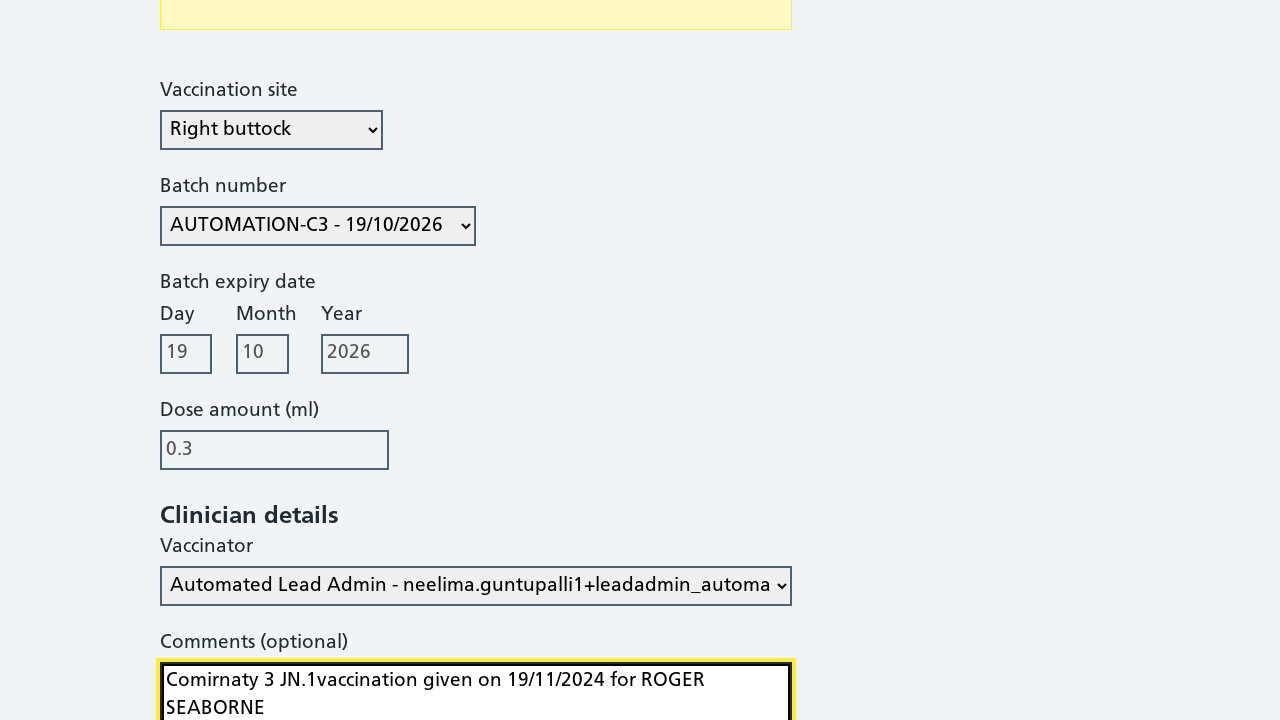 Vaccination site
Right buttock
Batch number
AUTOMATION-C3 - 19/10/2026
Batch expiry date
Day Month Year
19 10 2026
Dose amount (ml)
0.3
Clinician details
Vaccinator
Automated Lead Admin - neelima.guntupalli1+leadadmin_automa
Comments (optional)
Comirnaty 3 JN.1vaccination given on 19/11/2024 for ROGER
SEABORNE